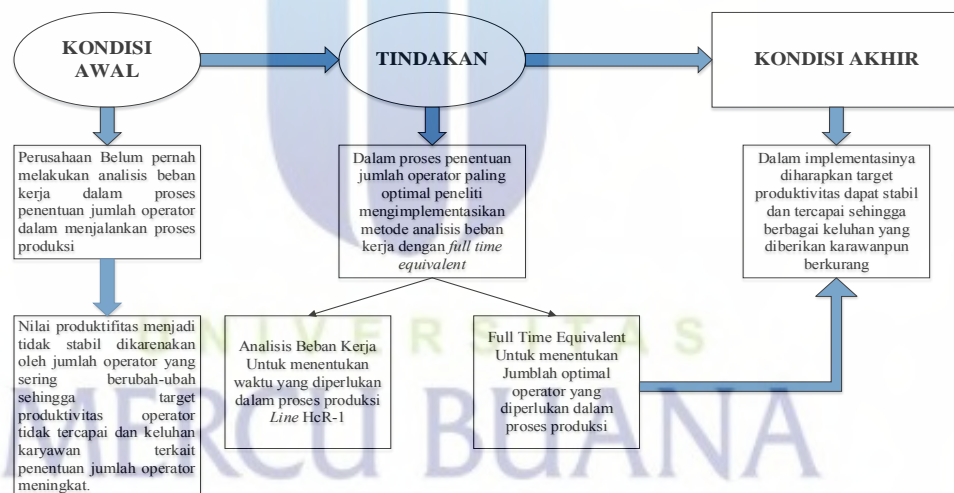 KONDISI
AWAL
TINDAKAN
KONDISI AKHIR
Perusahaan Belum pernah
melakukan analisis beban
kerja dalam proses
penentuan jumlah operator
dalam menjalankan proses
produksi
Dalam proses penentuan
jumlah operator paling
optimal peneliti
mengimplementasikan
metode analisis beban
kerja dengan full time
equivalent
Dalam implementasinya
diharapkan target
produktivitas dapat stabil
dan tercapai sehingga
berbagai keluhan yang
diberikan karawanpun
berkurang
Nilai produktifitas menjadi
tidak stabil dikarenakan
oleh jumlah operator yang
sering berubah-ubah
sehingga target
produktivitas operator
tidak tercapai dan keluhan
karyawan terkait
penentuan jumlah operator
meningkat.
Analisis Beban Kerja
Untuk menentukan
waktu yang diperlukan
dalam proses produksi
Line HcR-1
Full Time Equivalent
Untuk menentukan
Jumblah optimal
operator yang
diperlukan dalam
proses produksi
UNIVERSITAS
MERCU BUANA